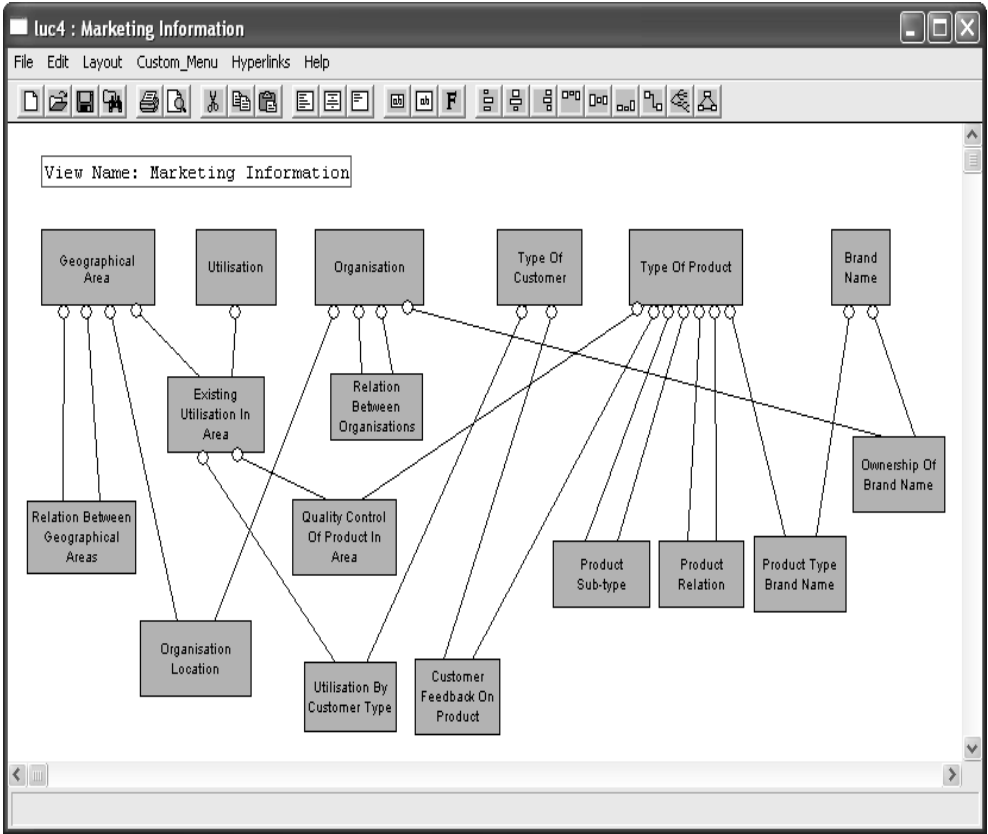 luc4 : Marketing Information
File Edit Layout Custom_Menu Hyperlinks Help
ab ab F
View Name: Marketing Information
Geographical
Area
Utilisation
Organisation
Type Of
Customer
Type Of Product
Brand
Name
Existing
Utilisation In
Area
Relation
Between
Organisations
Ownership Of
Brand Name
Relation Between
Geographical
Areas
Quality Control
Of Product In
Area
Product
Sub-type
Product
Relation
Product Type
Brand Name
Organisation
Location
Utilisation By
Customer Type
Customer
Feedback On
Product